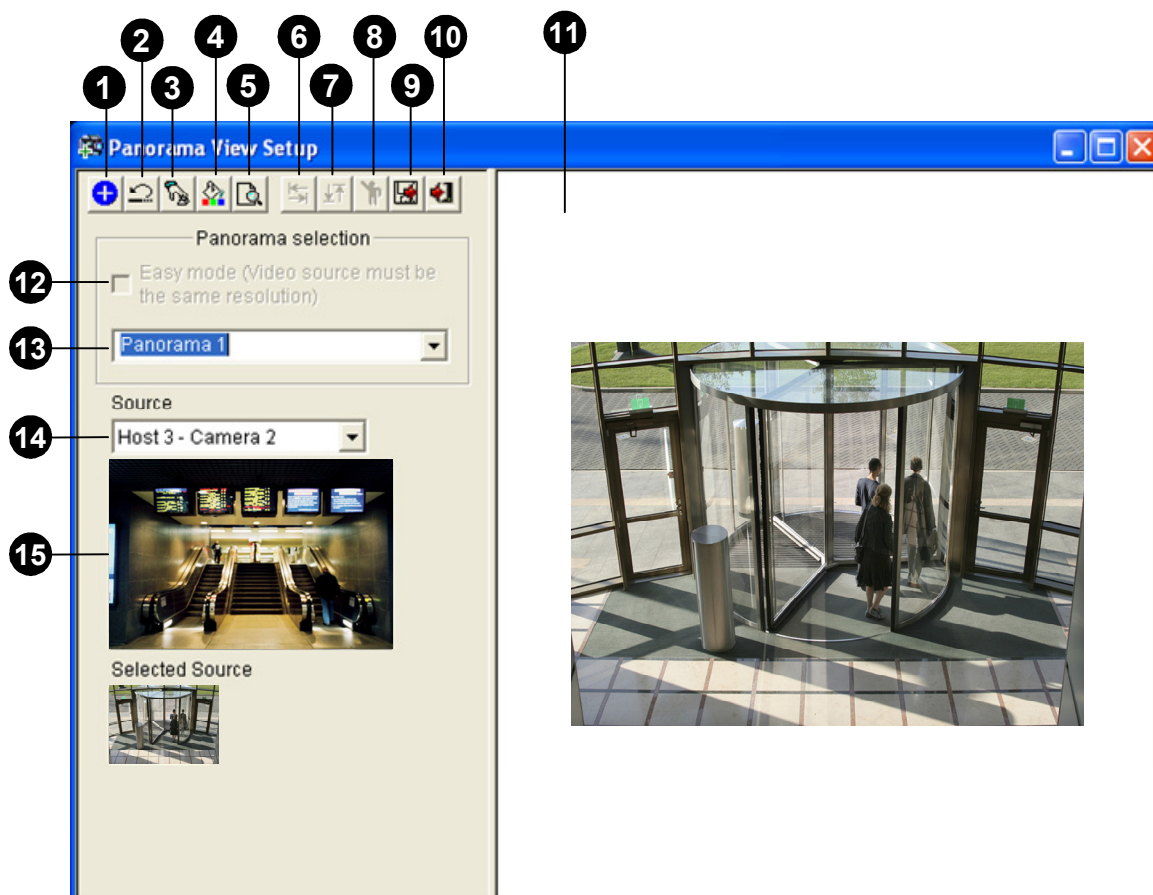 2
4
6
8
10
11
1
3
5
7
9
Panorama View Setup
Panorama selection
12
Easy mode (Video source must be
the same resolution)
13
Panorama 1
Source
14
Host 3 - Camera 2
15
Selected Source